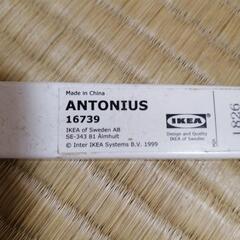 Made in China
ANTONIUS
16739
IKEA of Sweden AB
SE-343 81 Älmhult
© Inter IKEA Systems B.V. 1999
IKEA
Design and Quality
IKEA of Sweden
1826